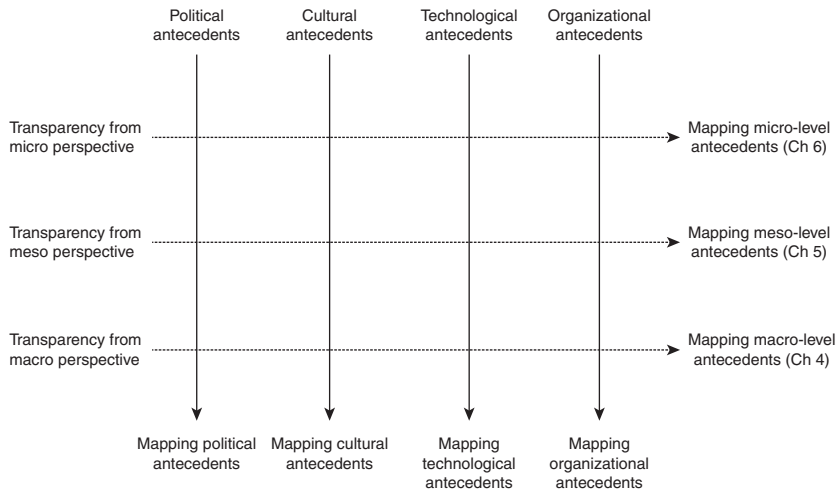 Political
antecedents
Cultural
antecedents
Technological
antecedents
Organizational
antecedents
Transparency from
micro perspective
Mapping micro-level
antecedents (Ch 6)
Transparency from
meso perspective
Mapping meso-level
antecedents (Ch 5)
Transparency from
macro perspective
Mapping macro-level
antecedents (Ch 4)
Mapping political
antecedents
Mapping cultural
antecedents
Mapping
technological
antecedents
Mapping
organizational
antecedents